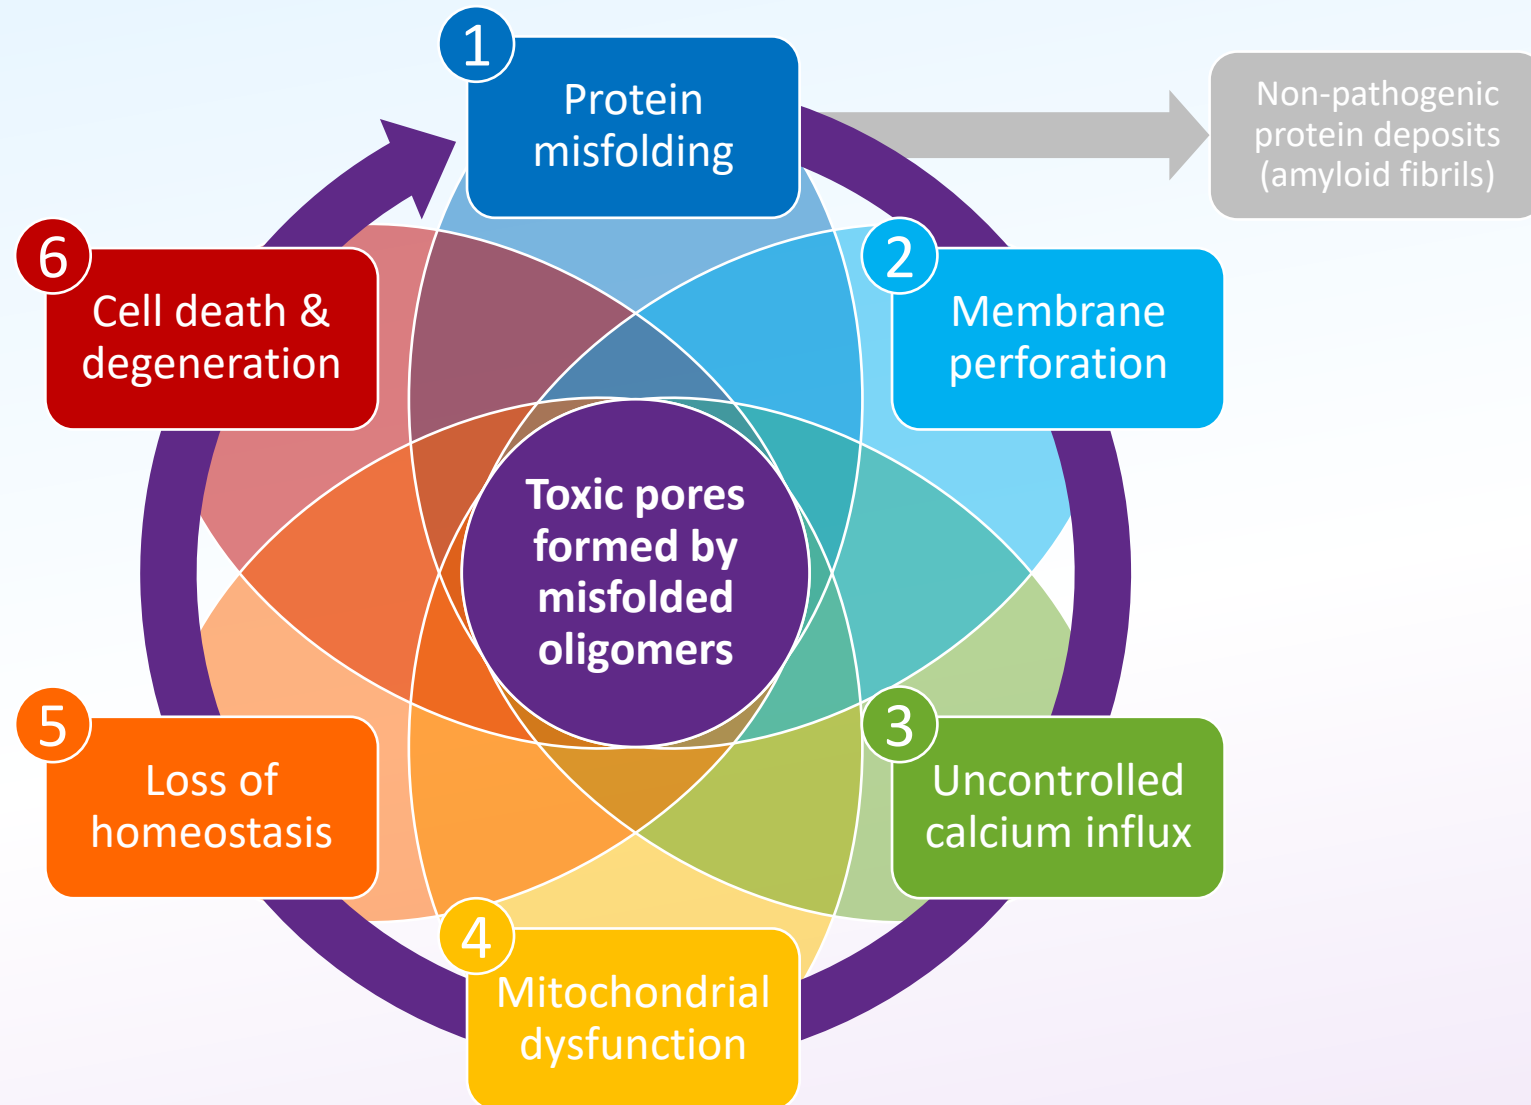 1
Protein
misfolding
Non-pathogenic
protein deposits
(amyloid fibrils)
2
Membrane
perforation
3
Uncontrolled
calcium influx
4
Mitochondrial
dysfunction
5
Loss of
homeostasis
6
Cell death &
degeneration
Toxic pores
formed by
misfolded
oligomers